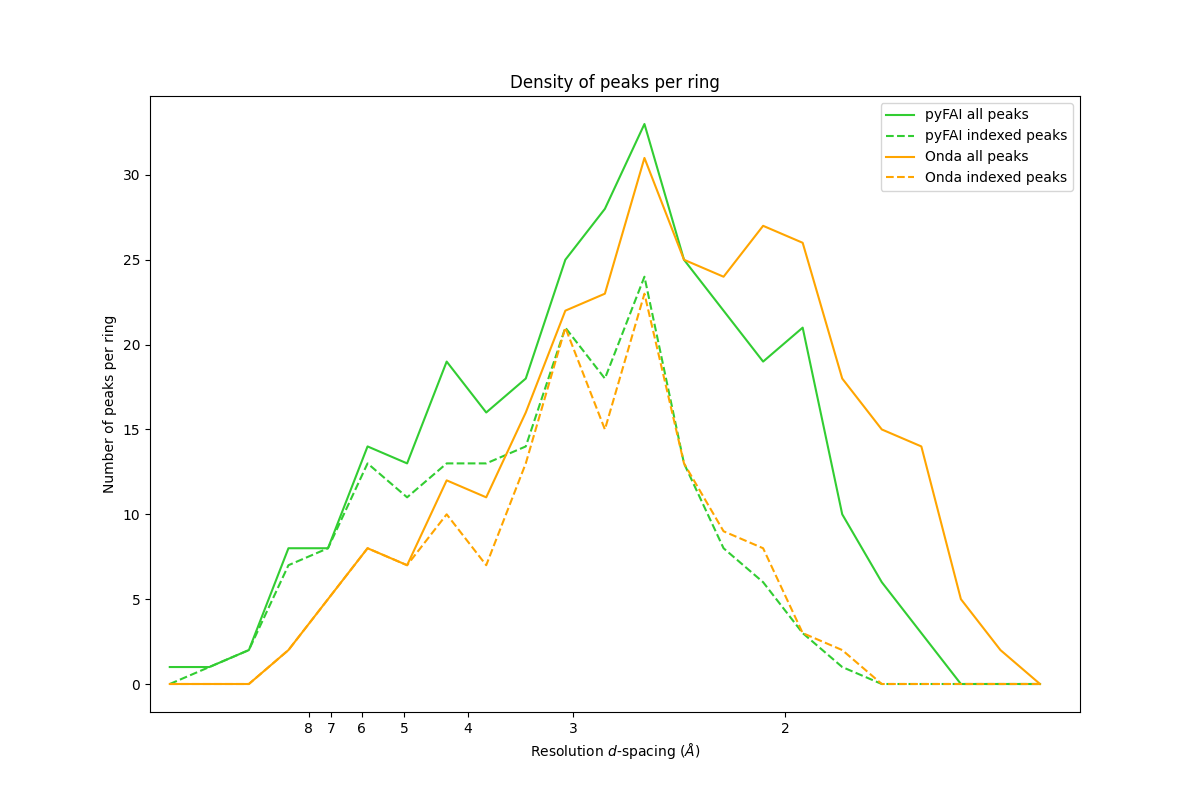 Density of peaks per ring
pyFAI all peaks
pyFAI indexed peaks
Onda all peaks
Onda indexed peaks
Number of peaks per ring
30
25
20
15
10
5
0
8 7 6 5 4 3 2
Resolution d-spacing (Å)